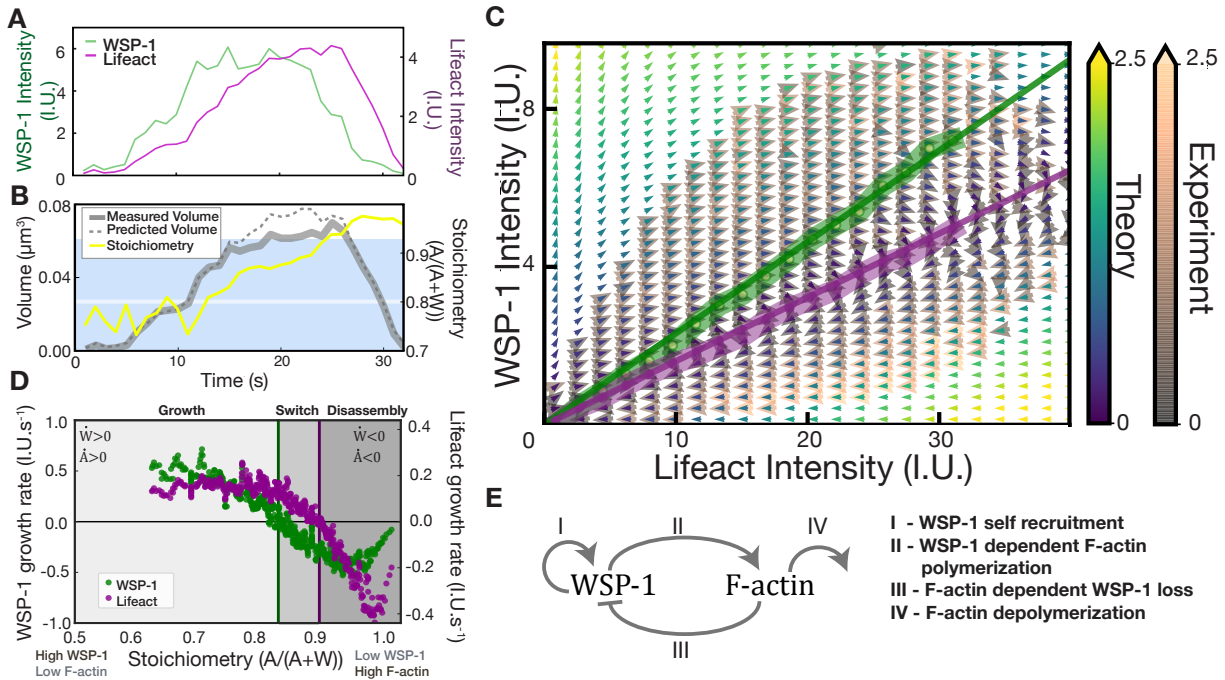 A
WSP-1 Intensity
(I.U.)
6
4
2
0
WSP-1
Lifeact
4
2
0
Lifeact Intensity
(I.U.)
B
Volume (μm³)
0.08
0.04
0.00
Measured Volume
Predicted Volume
Stoichiometry
0.9
0.8
0.7
Stoichiometry
(A/(A+W))
0
10
20
30
Time (s)
C
WSP-1 Intensity (I.U.)
8
4
0
10
20
30
Lifeact Intensity (I.U.)
2.5
0
Theory
2.5
0
Experiment
D
Growth
Switch
Disassembly
WSP-1 growth rate (I.U.s⁻¹)
1.0
0.5
0.0
-0.5
-1.0
Ẇ>0
Ȧ>0
Ẇ<0
Ȧ<0
WSP-1
Lifeact
0.4
0.2
0.0
-0.2
-0.4
Lifeact growth rate (I.U.s⁻¹)
0.5
0.6
0.7
0.8
0.9
1.0
High WSP-1
Low F-actin
Stoichiometry (A/(A+W))
Low WSP-1
High F-actin
E
I
II
IV
WSP-1
F-actin
III
I - WSP-1 self recruitment
II - WSP-1 dependent F-actin
polymerization
III - F-actin dependent WSP-1 loss
IV - F-actin depolymerization